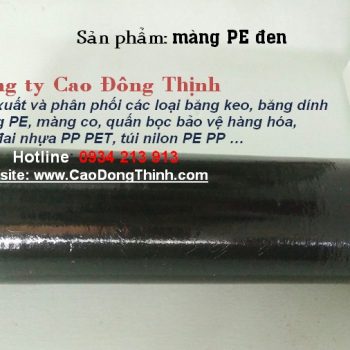 Sản phẩm: màng PE đen
ng ty Cao Đông Thịnh
xuất và phân phối các loại băng keo, băng dính
g PE, màng co, quấn bọc bảo vệ hàng hóa,
đai nhựa PP PET, túi nilon PE PP ...
Hotline 0934 213 913
bsite: www.CaoDongThinh.com